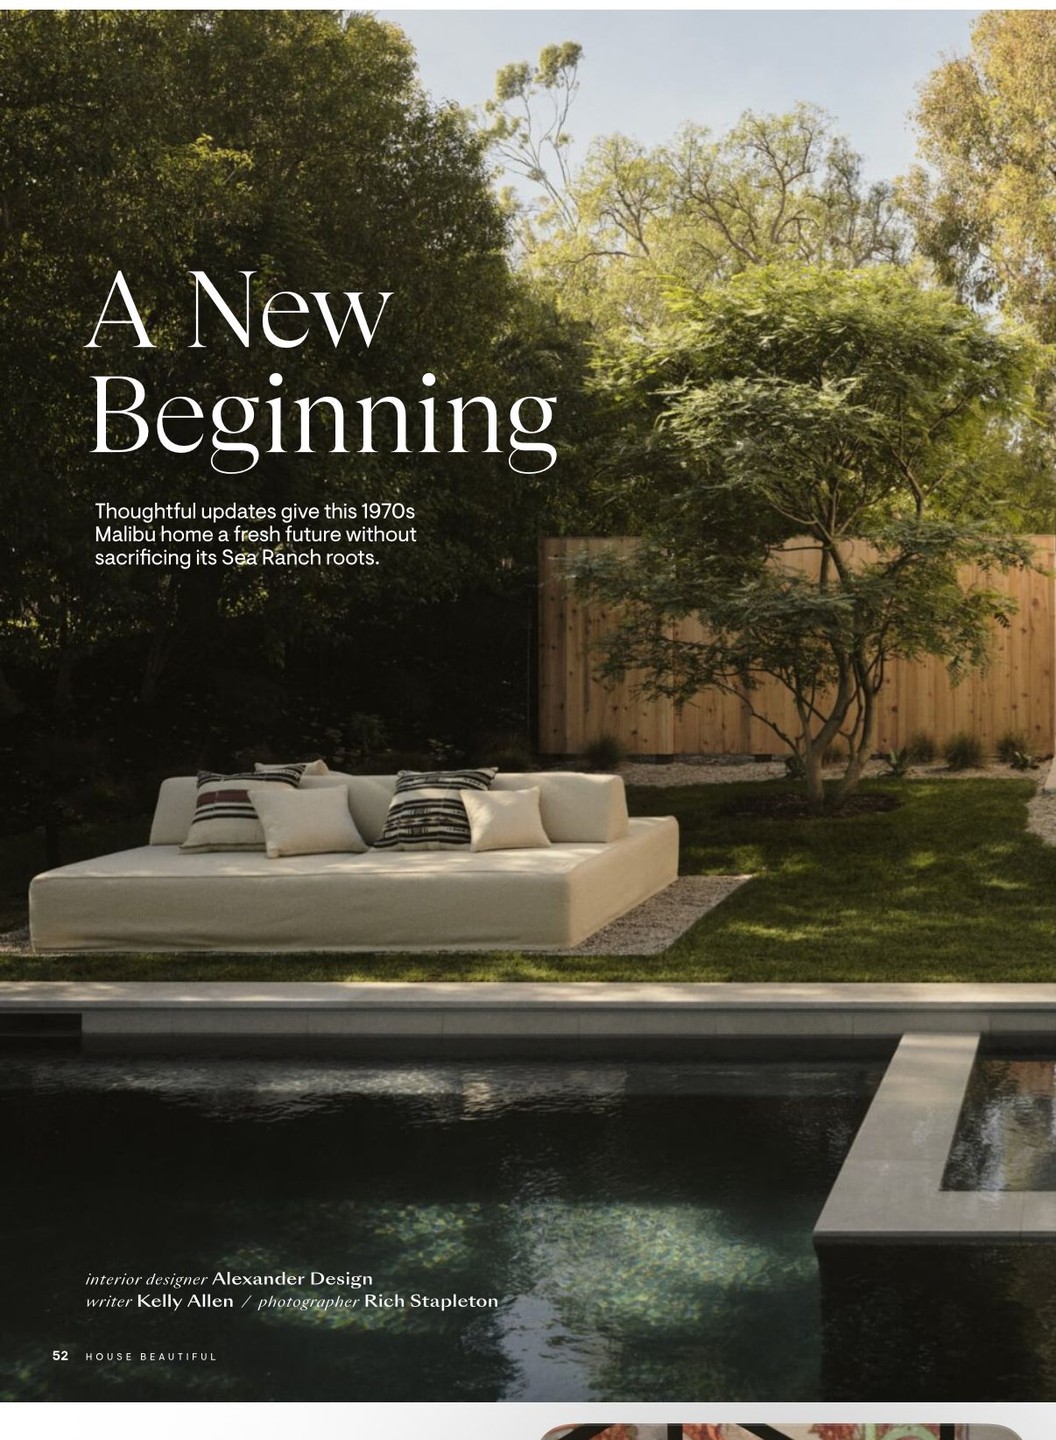 A New
Beginning
Thoughtful updates give this 1970s
Malibu home a fresh future without
sacrificing its Sea Ranch roots.
interior designer Alexander Design
writer Kelly Allen / photographer Rich Stapleton
52 HOUSE BEAUTIFUL